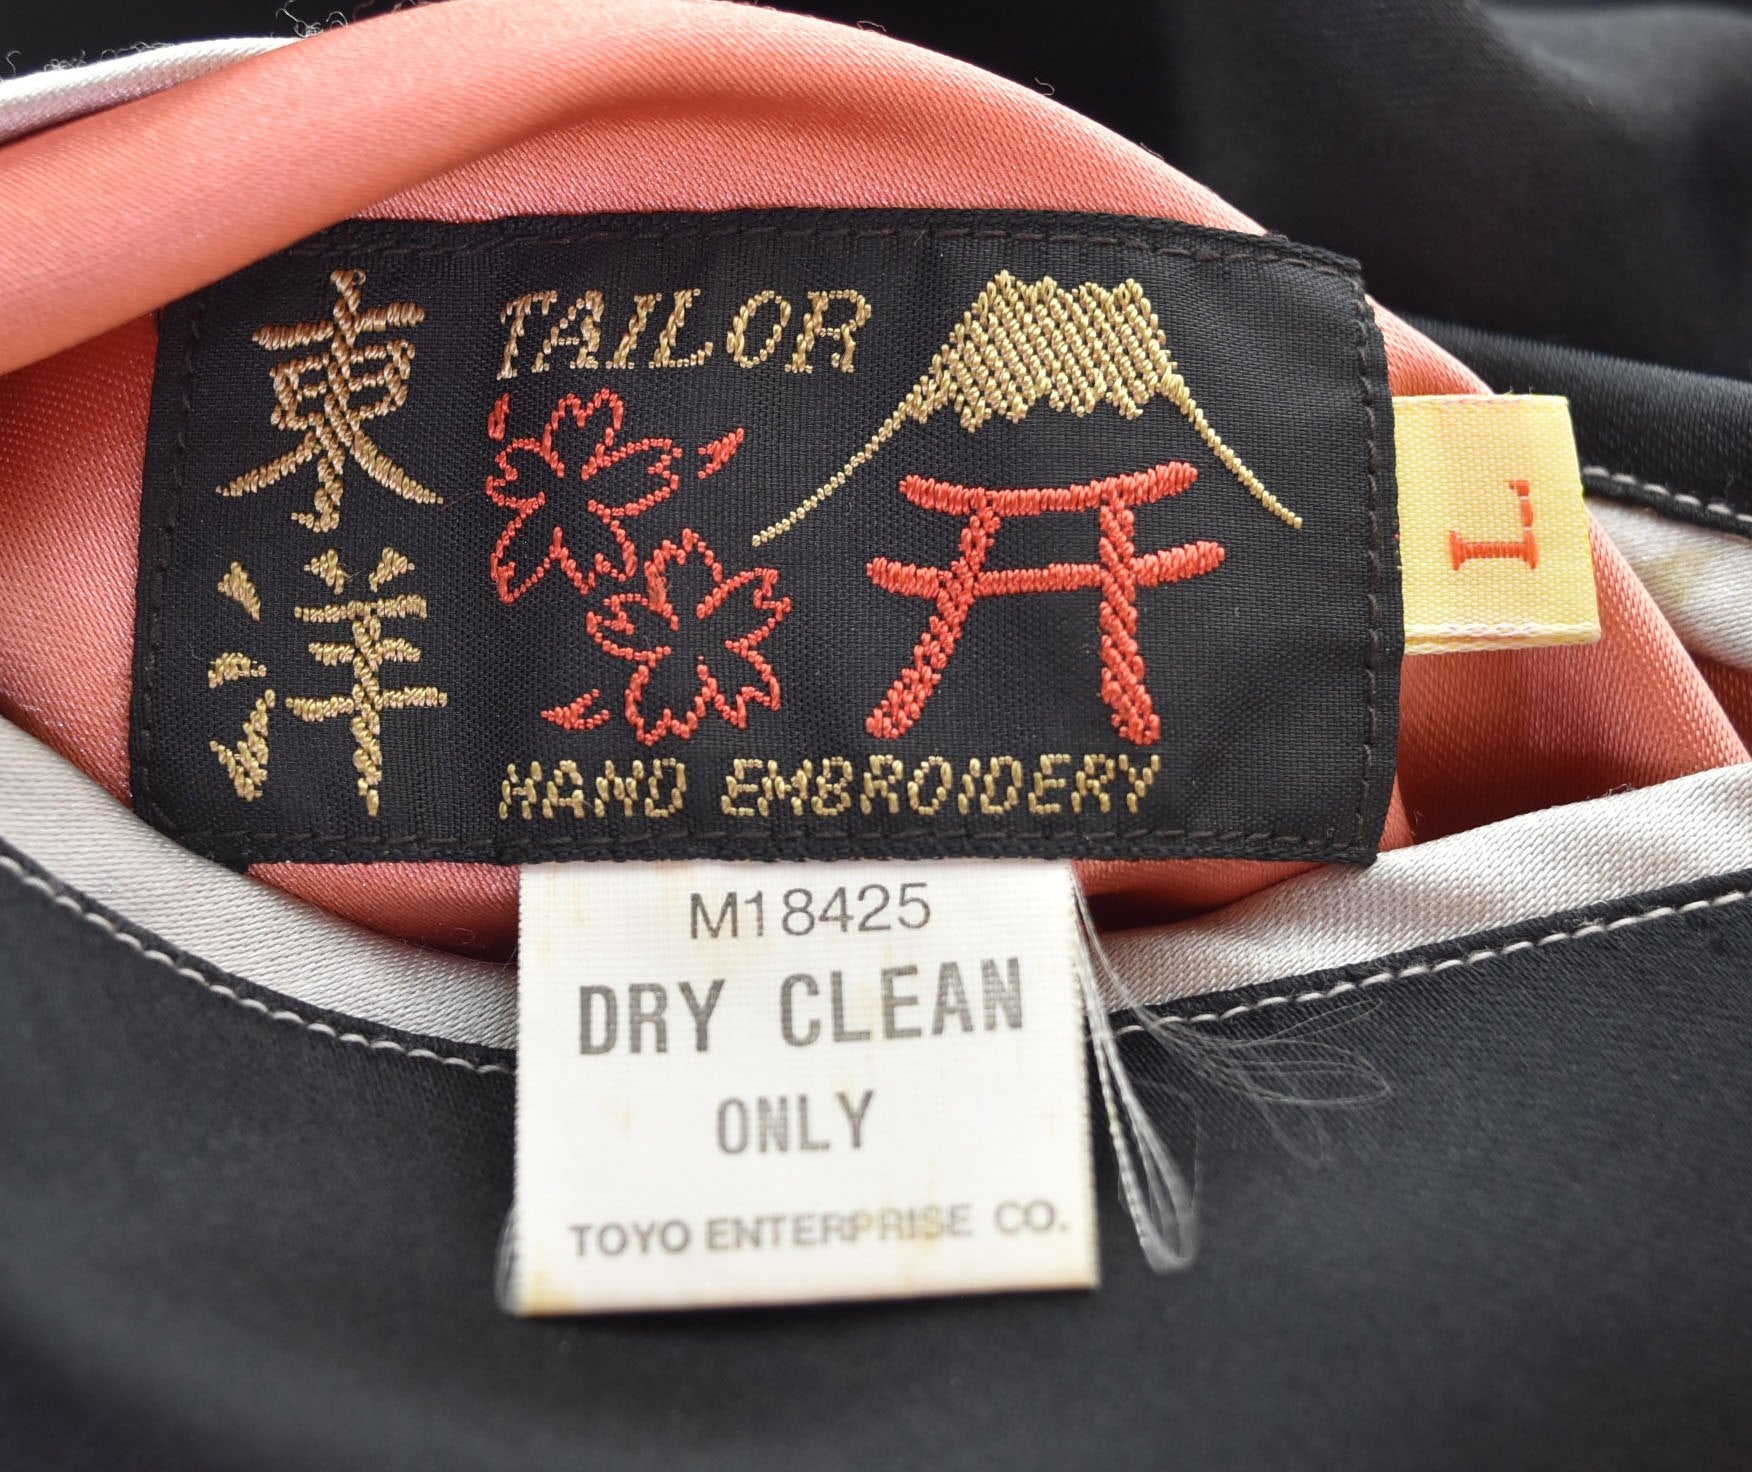 東洋
TAILOR
HAND EMBROIDERY
L
M18425
DRY CLEAN
ONLY
TOYO ENTERPRISE CO.